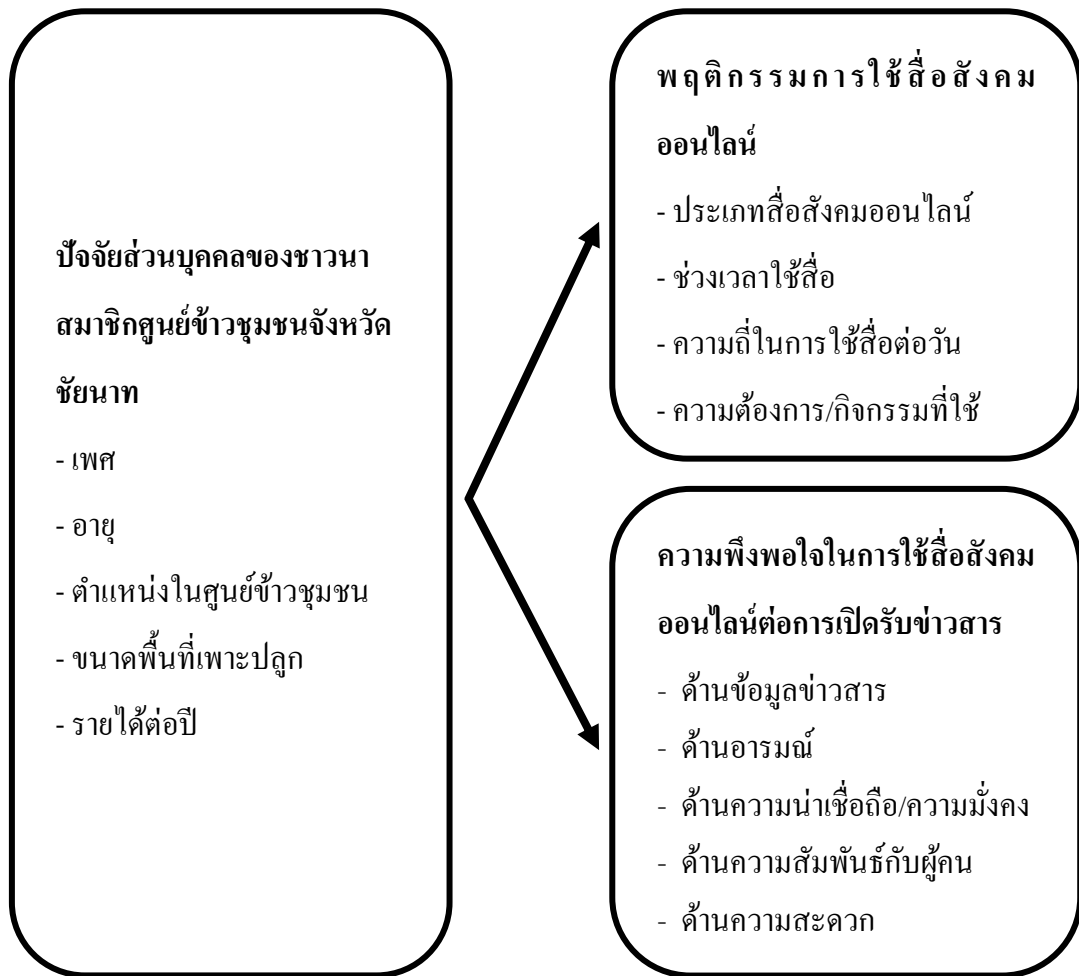 ปัจจัยส่วนบุคคลของชาวนา
สมาชิกศูนย์ข้าวชุมชนจังหวัด
ชัยนาท
- เพศ
- อายุ
- ตำแหน่งในศูนย์ข้าวชุมชน
- ขนาดพื้นที่เพาะปลูก
- รายได้ต่อปี
พฤติกรรมการใช้สื่อสังคม
ออนไลน์
- ประเภทสื่อสังคมออนไลน์
- ช่วงเวลาใช้สื่อ
- ความถี่ในการใช้สื่อต่อวัน
- ความต้องการ/กิจกรรมที่ใช้
ความพึงพอใจในการใช้สื่อสังคม
ออนไลน์ต่อการเปิดรับข่าวสาร
- ด้านข้อมูลข่าวสาร
- ด้านอารมณ์
- ด้านความน่าเชื่อถือ/ความมั่งคง
- ด้านความสัมพันธ์กับผู้คน
- ด้านความสะดวก